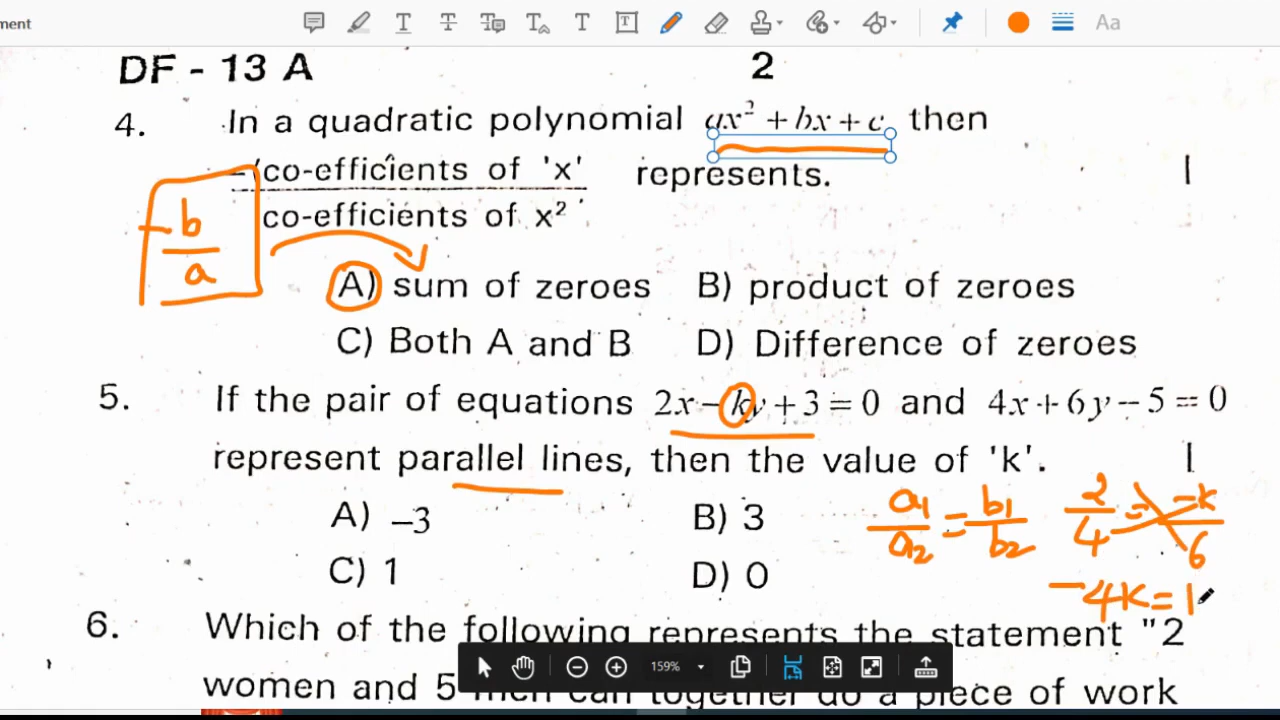 ment
Aa
DF - 13 A 2
4. In a quadratic polynomial ax² + bx + c, then
-(co-efficients of 'x'
co-efficients of x² represents. 1
- b
a
A) sum of zeroes B) product of zeroes
C) Both A and B D) Difference of zeroes
5. If the pair of equations 2x − ky + 3 = 0 and 4x + 6y − 5 = 0
represent parallel lines, then the value of 'k'. 1
A) −3 B) 3
C) 1 D) 0
a₁/a₂ = b₁/b₂ 2/4 = −k/6
−4k = 1
6. Which of the following represents the statement "2
159%
women and 5 men can together do a piece of work